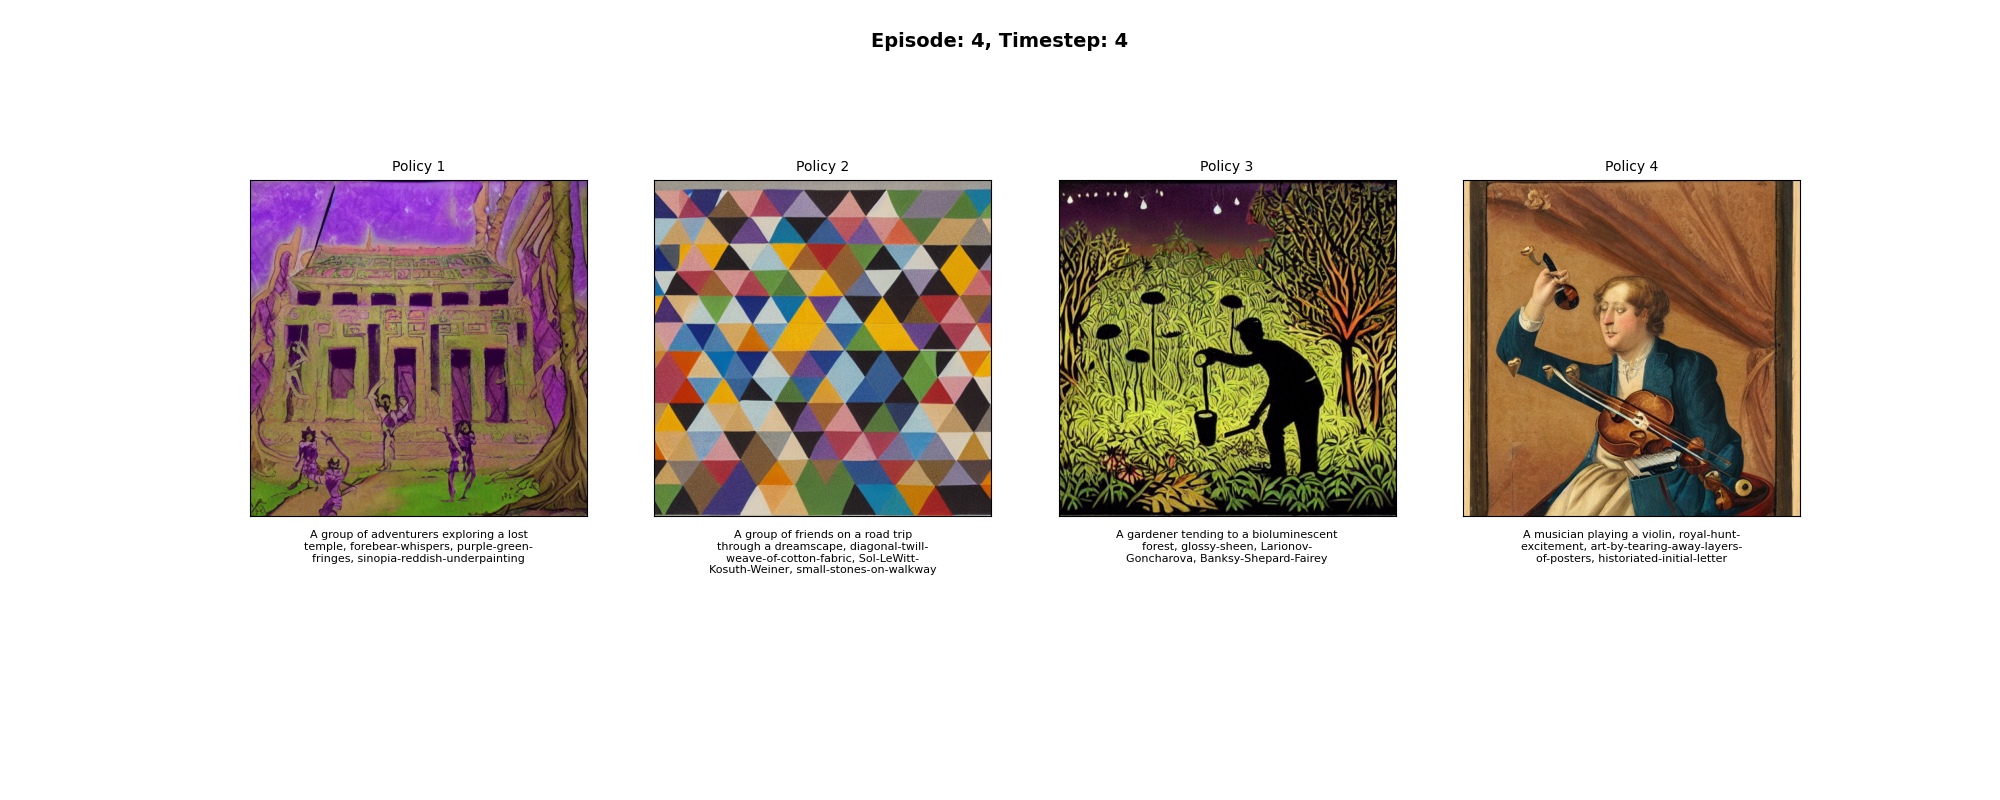 Episode: 4, Timestep: 4
Policy 1
Policy 2
Policy 3
Policy 4
A group of adventurers exploring a lost
temple, forebear-whispers, purple-green-
fringes, sinopia-reddish-underpainting
A group of friends on a road trip
through a dreamscape, diagonal-twill-
weave-of-cotton-fabric, Sol-LeWitt-
Kosuth-Weiner, small-stones-on-walkway
A gardener tending to a bioluminescent
forest, glossy-sheen, Larionov-
Goncharova, Banksy-Shepard-Fairey
A musician playing a violin, royal-hunt-
excitement, art-by-tearing-away-layers-
of-posters, historiated-initial-letter